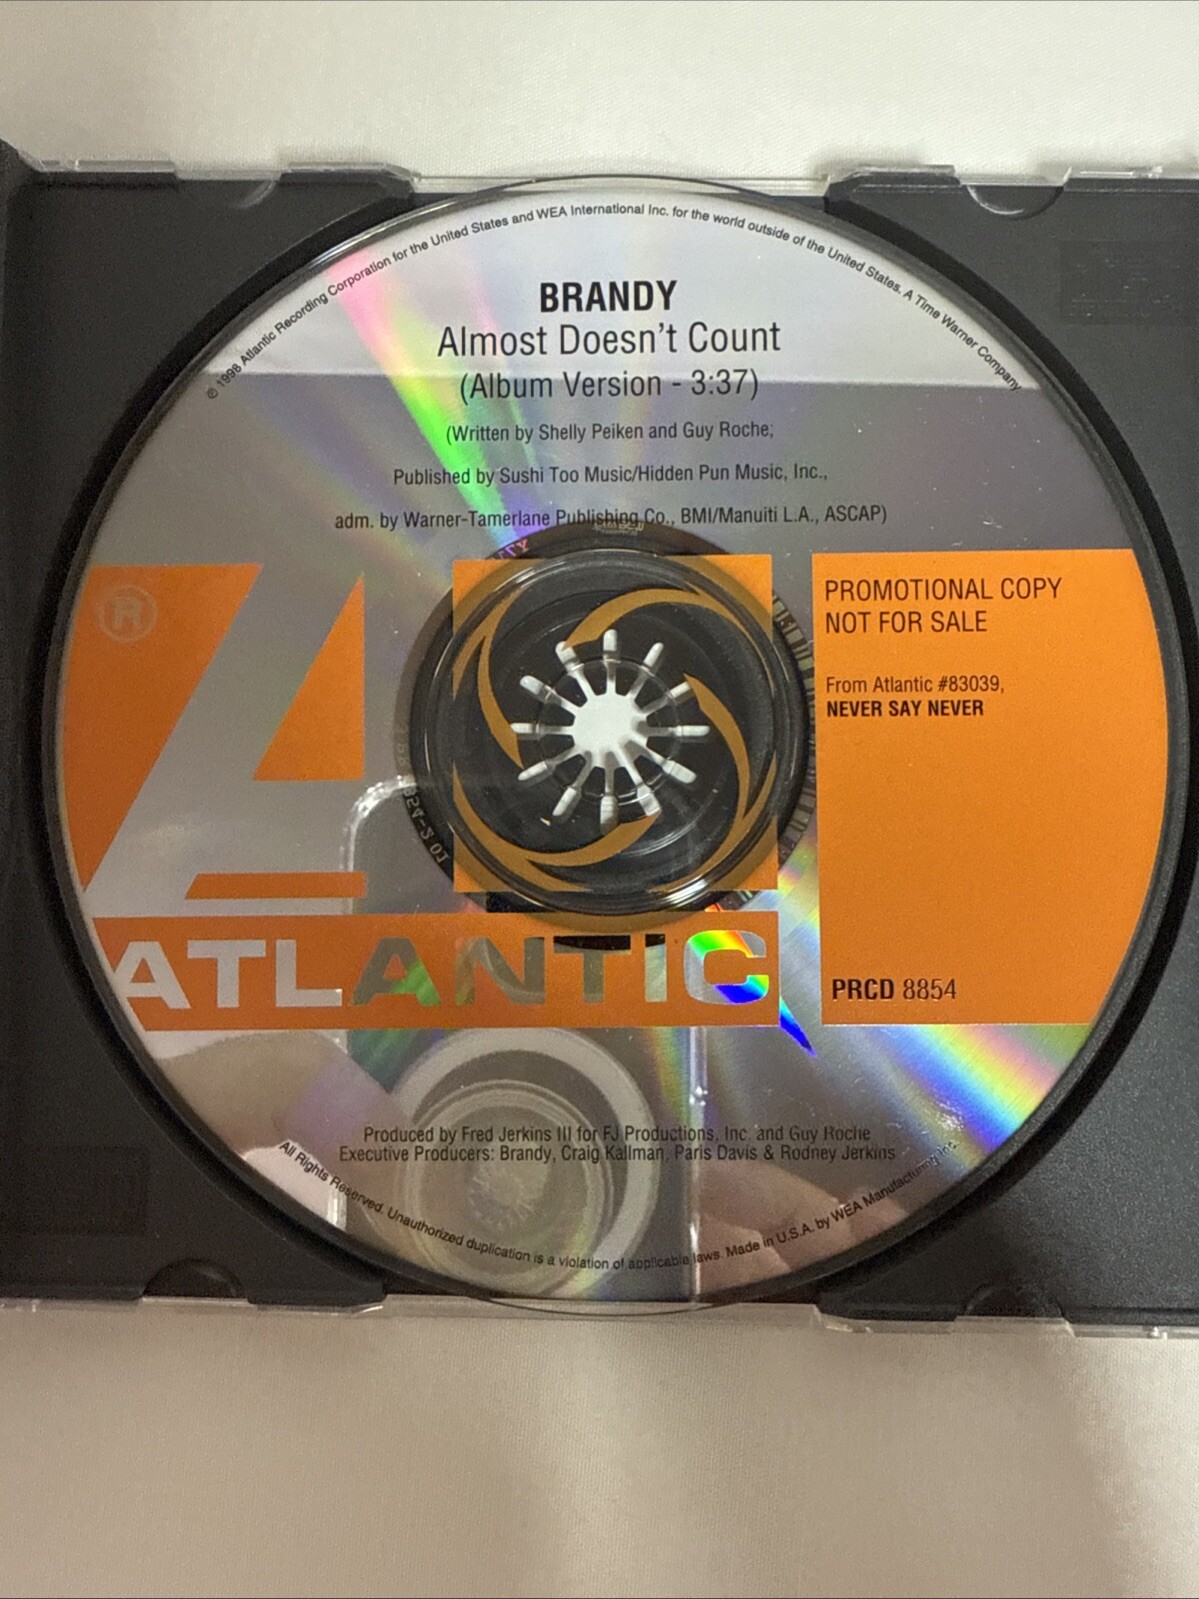 ℗ 1998 Atlantic Recording Corporation for the United States and WEA International Inc. for the world outside of the United States. A Time Warner Company
BRANDY
Almost Doesn't Count
(Album Version - 3:37)
(Written by Shelly Peiken and Guy Roche;
Published by Sushi Too Music/Hidden Pun Music, Inc.,
adm. by Warner-Tamerlane Publishing Co., BMI/Manuiti L.A., ASCAP)
®
PROMOTIONAL COPY
NOT FOR SALE
From Atlantic #83039,
NEVER SAY NEVER
ATLANTIC
PRCD 8854
Produced by Fred Jerkins III for FJ Productions, Inc. and Guy Roche
Executive Producers: Brandy, Craig Kallman, Paris Davis & Rodney Jerkins
All Rights Reserved. Unauthorized duplication is a violation of applicable laws. Made in U.S.A. by WEA Manufacturing Inc.